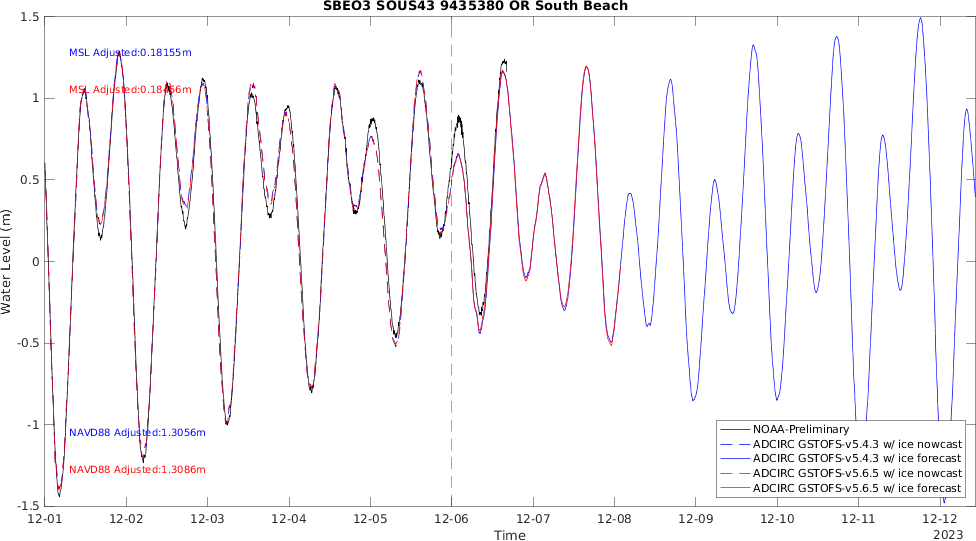 SBEO3 SOUS43 9435380 OR South Beach
Water Level (m)
1.5
1
0.5
0
-0.5
-1
-1.5
MSL Adjusted:0.18155m
MSL Adjusted:
NAVD88 Adjusted:1.3056m
NAVD88 Adjusted:1.3086m
NOAA-Preliminary
ADCIRC GSTOFS-v5.4.3 w/ ice nowcast
ADCIRC GSTOFS-v5.4.3 w/ ice forecast
ADCIRC GSTOFS-v5.6.5 w/ ice nowcast
ADCIRC GSTOFS-v5.6.5 w/ ice forecast
12-01 12-02 12-03 12-04 12-05 12-06 12-07 12-08 12-09 12-10 12-11 12-12
Time
2023